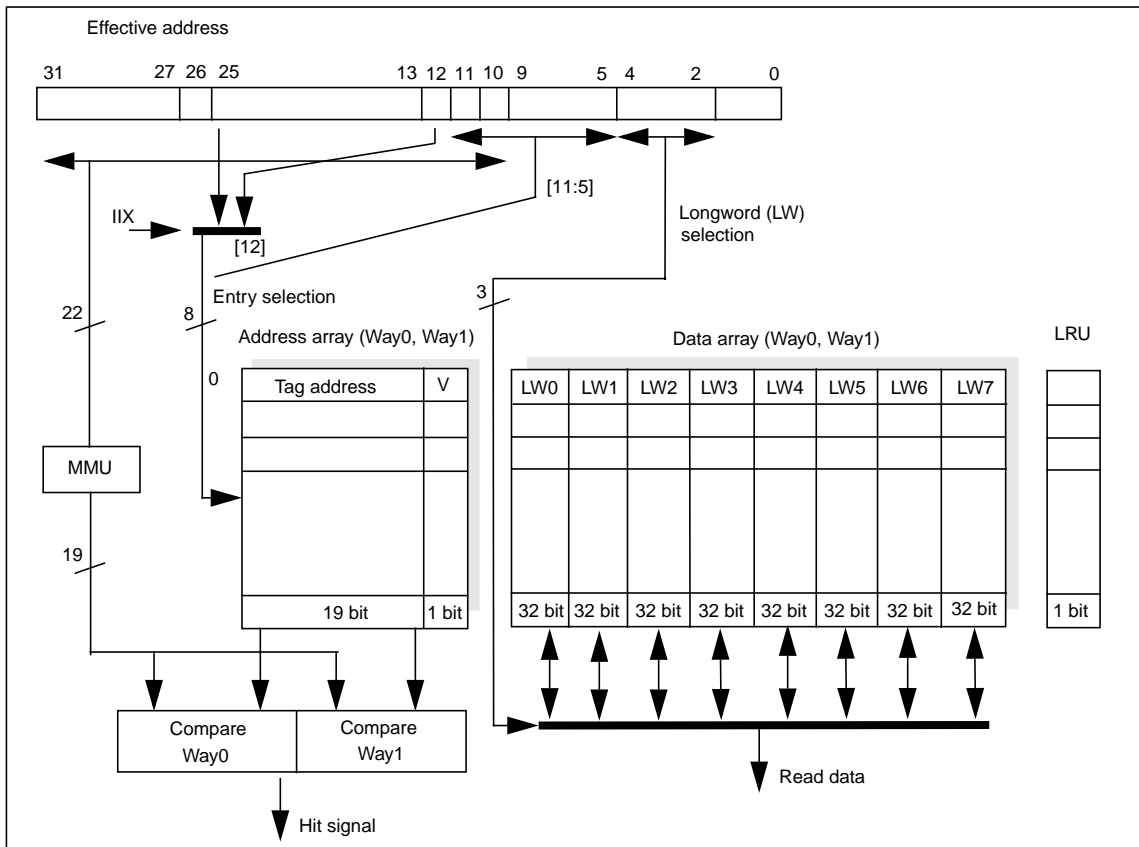 Effective address
31 27 26 25 13 12 11 10 9 5 4 2 0
[11:5]
IIX
[12]
Longword (LW)
selection
22
8
Entry selection
3
Address array (Way0, Way1)
Data array (Way0, Way1)
LRU
0
Tag address V
LW0 LW1 LW2 LW3 LW4 LW5 LW6 LW7
MMU
19
19 bit 1 bit
32 bit 32 bit 32 bit 32 bit 32 bit 32 bit 32 bit 32 bit
1 bit
Compare
Way0
Compare
Way1
Read data
Hit signal